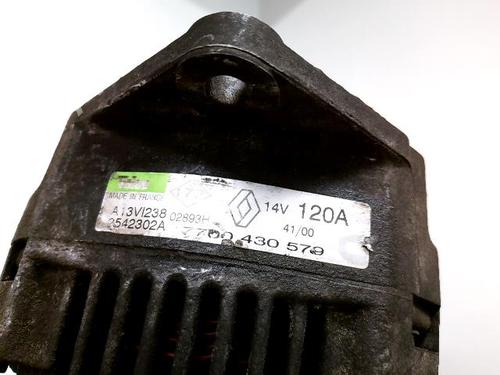 MADE IN FRANCE
A13VI238 02893H
2542302A
14V 120A
41/00
7700 430 579